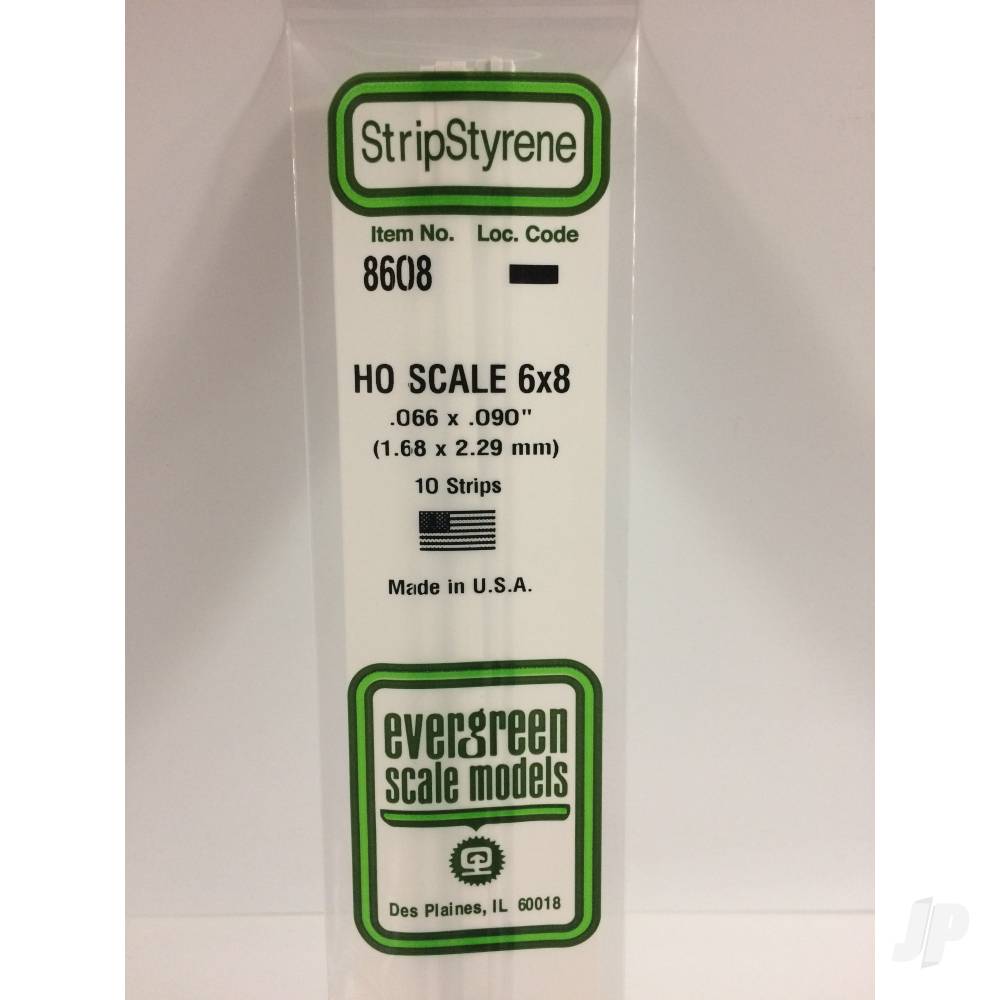 StripStyrene
Item No. Loc. Code
8608
HO SCALE 6x8
.066 x .090"
(1.68 x 2.29 mm)
10 Strips
Made in U.S.A.
evergreen
scale models
Des Plaines, IL 60018
JP